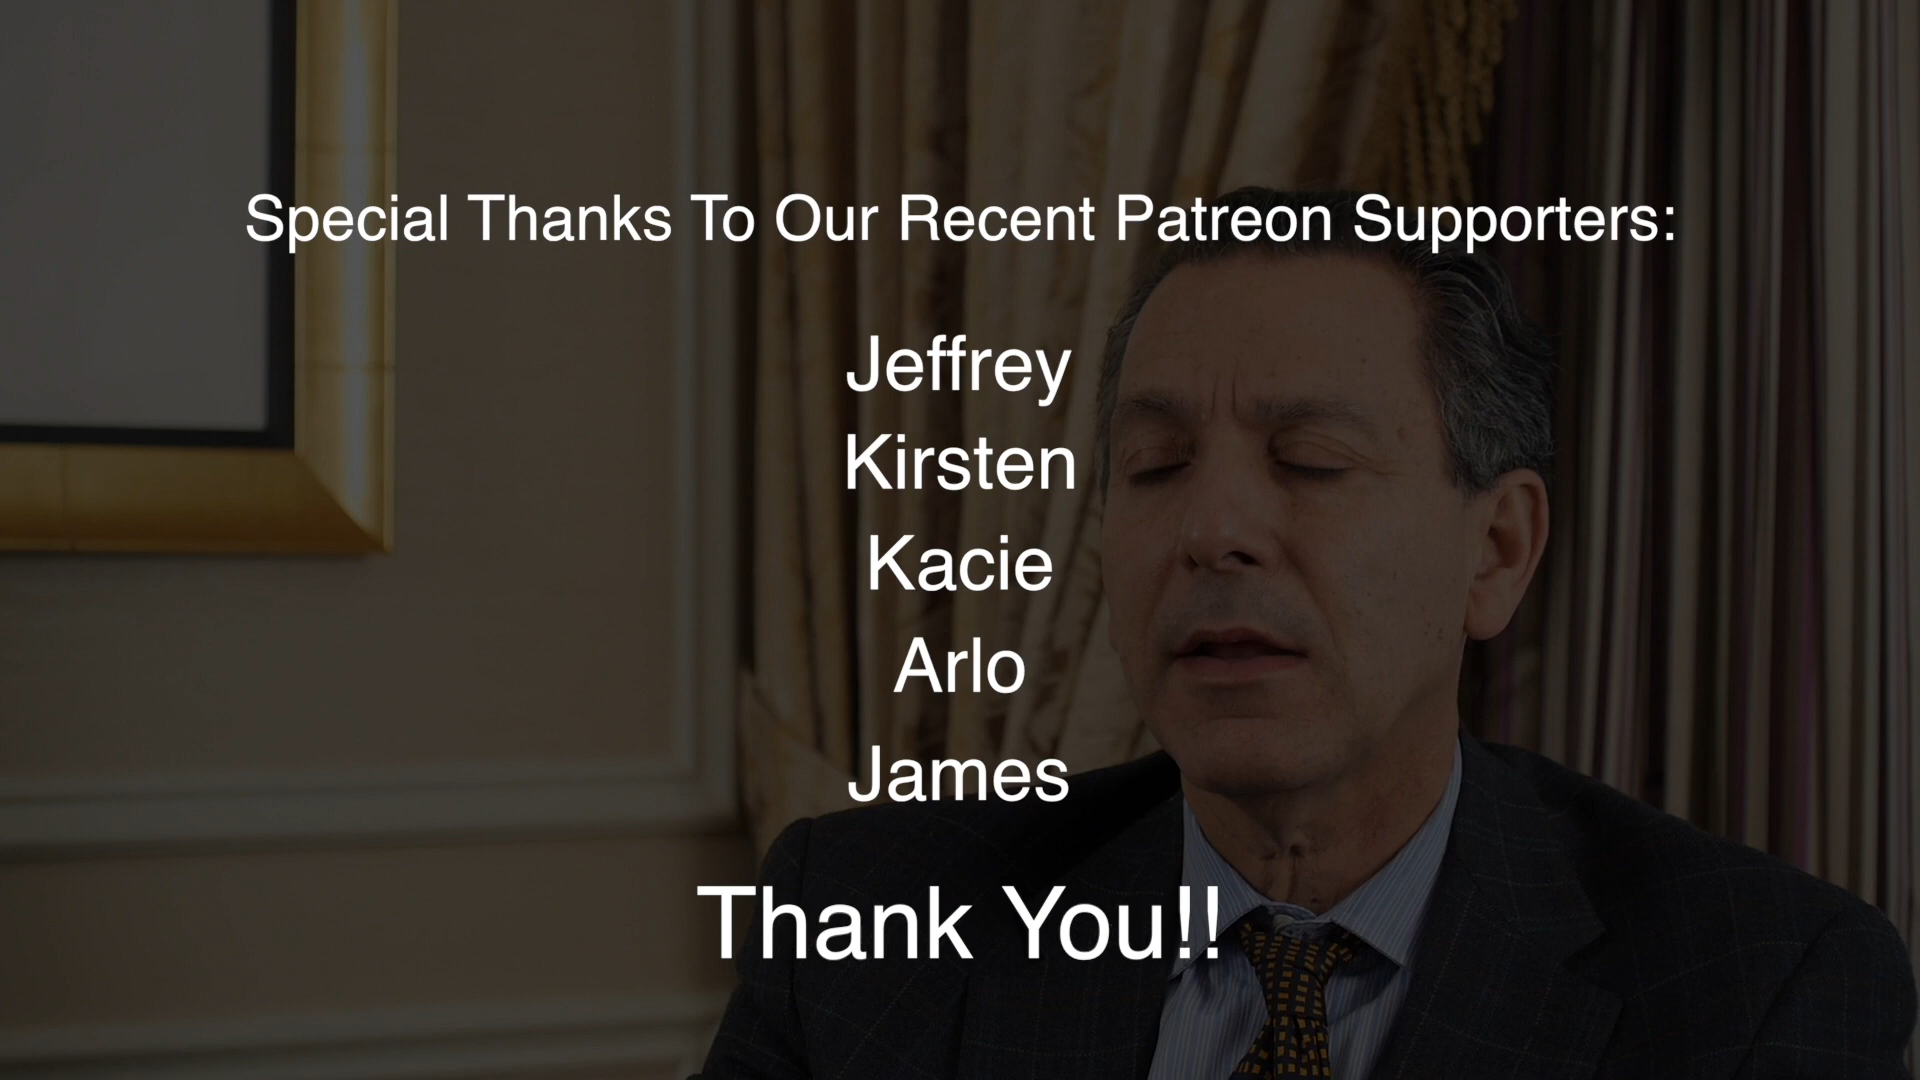 Special Thanks To Our Recent Patreon Supporters:
Jeffrey
Kirsten
Kacie
Arlo
James
Thank You!!